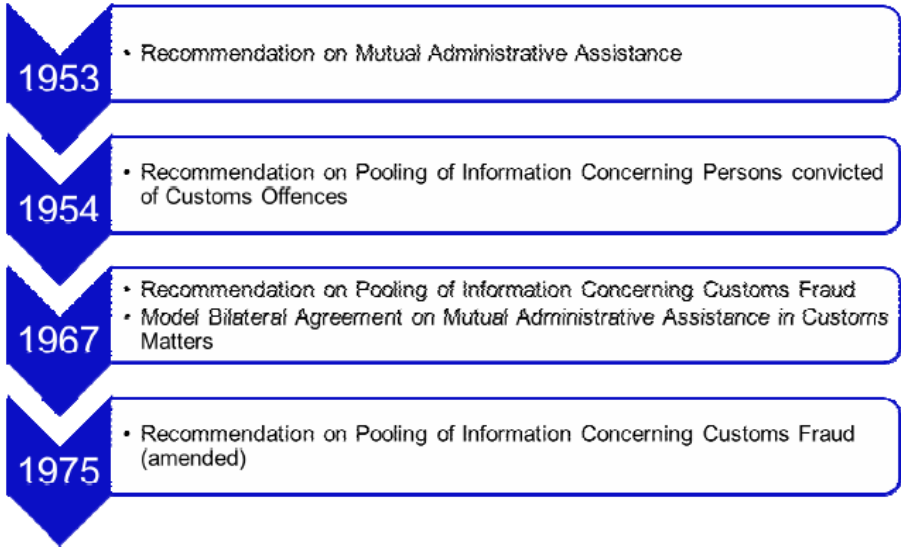 1953
• Recommendation on Mutual Administrative Assistance
1954
• Recommendation on Pooling of Information Concerning Persons convicted
of Customs Offences
1967
• Recommendation on Pooling of Information Concerning Customs Fraud
• Model Bilateral Agreement on Mutual Administrative Assistance in Customs
Matters
1975
• Recommendation on Pooling of Information Concerning Customs Fraud
(amended)